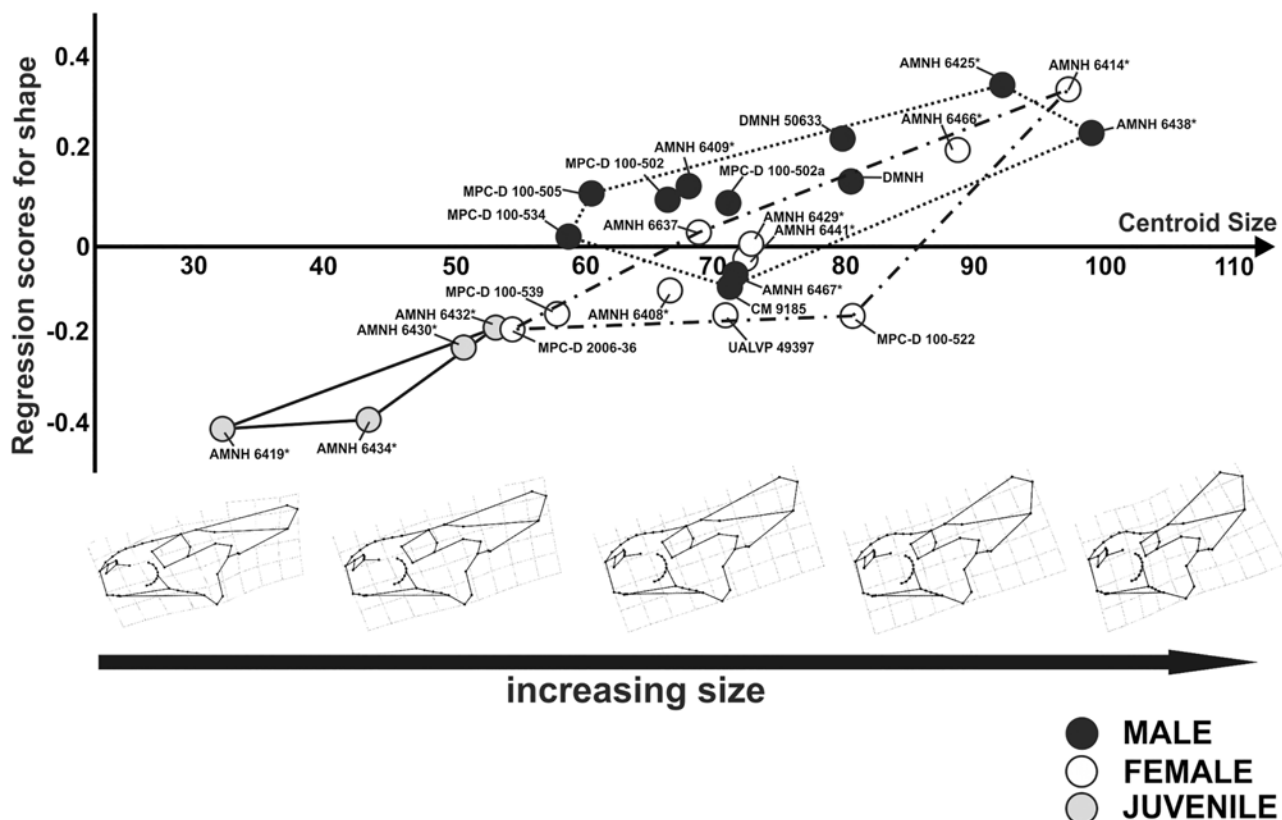 Regression scores for shape
0.4
0.2
0
-0.2
-0.4
AMNH 6425*
AMNH 6414*
DMNH 50633
AMNH 6466*
AMNH 6438*
AMNH 6409*
MPC-D 100-502
MPC-D 100-502a
DMNH
MPC-D 100-505
MPC-D 100-534
AMNH 6637
AMNH 6429*
AMNH 6441*
Centroid Size
30 40 50 60 70 80 90 100 110
MPC-D 100-539
AMNH 6467*
AMNH 6432*
AMNH 6408*
CM 9185
AMNH 6430*
MPC-D 2006-36
UALVP 49397
MPC-D 100-522
AMNH 6419*
AMNH 6434*
increasing size
MALE
FEMALE
JUVENILE